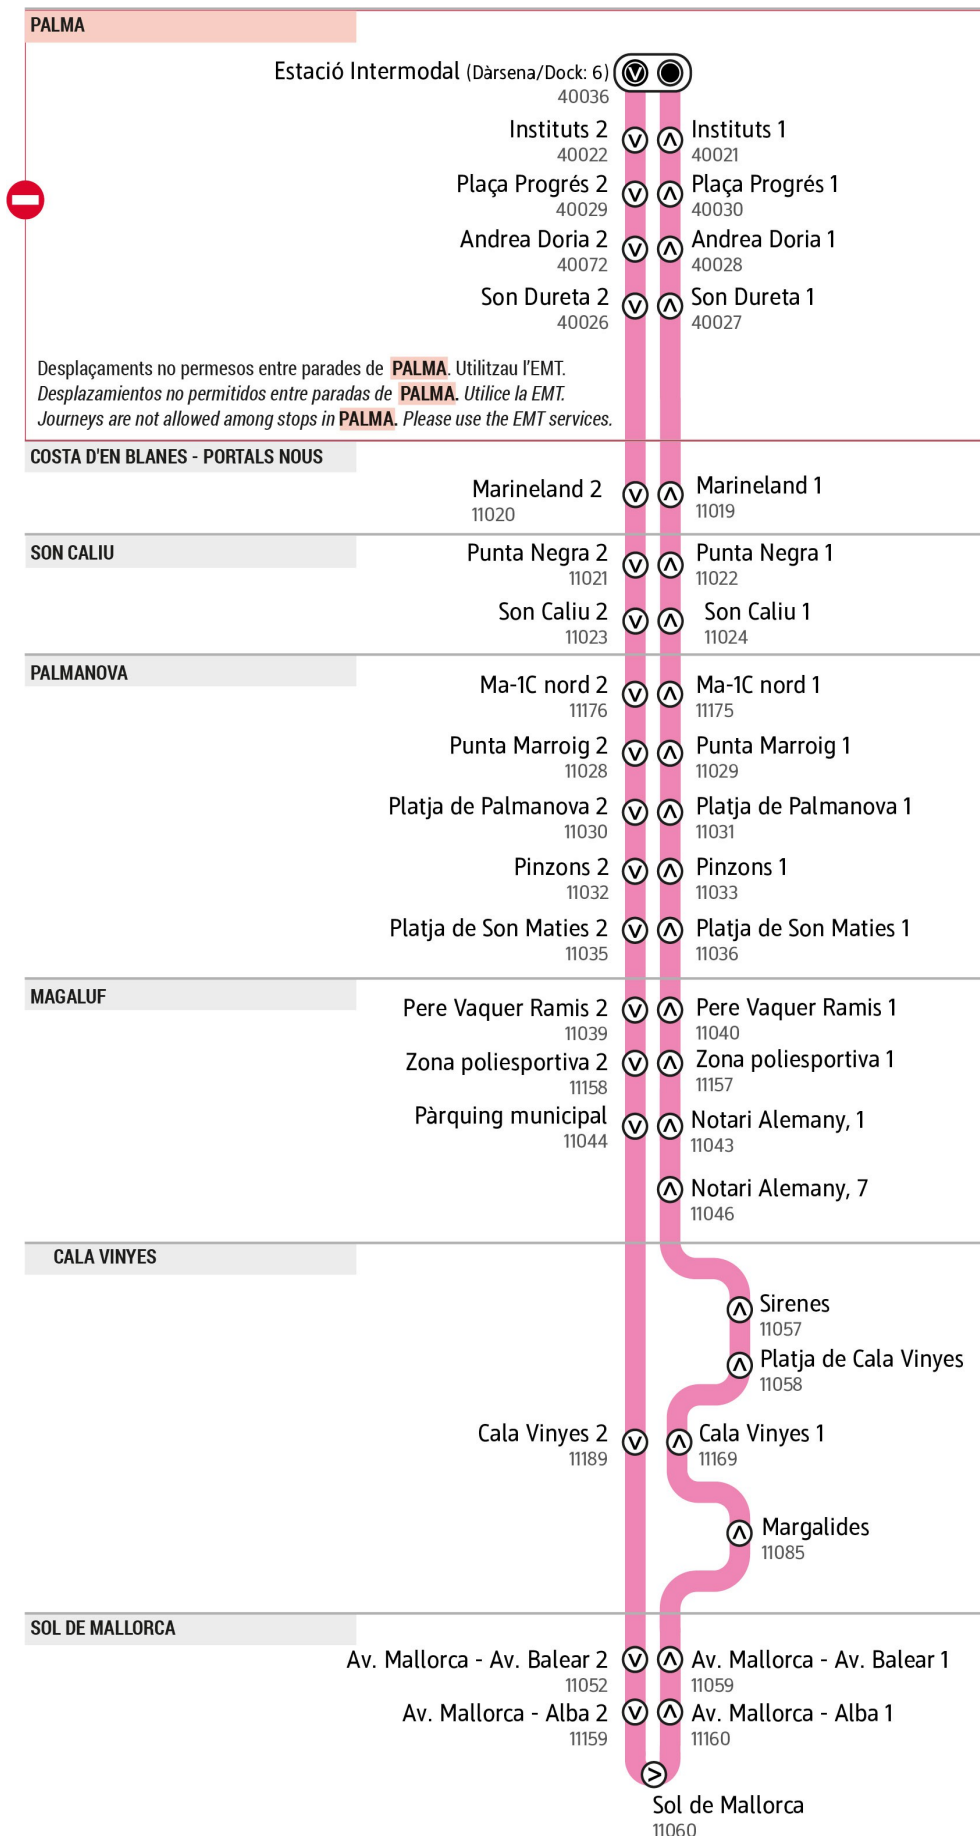 PALMA
Estació Intermodal (Dàrsena/Dock: 6)
40036
Instituts 2
40022
Instituts 1
40021
Plaça Progrés 2
40029
Plaça Progrés 1
40030
Andrea Doria 2
40072
Andrea Doria 1
40028
Son Dureta 2
40026
Son Dureta 1
40027
Desplaçaments no permesos entre parades de PALMA. Utilitzau l'EMT.
Desplazamientos no permitidos entre paradas de PALMA. Utilice la EMT.
Journeys are not allowed among stops in PALMA. Please use the EMT services.
COSTA D'EN BLANES - PORTALS NOUS
Marineland 2
11020
Marineland 1
11019
SON CALIU
Punta Negra 2
11021
Punta Negra 1
11022
Son Caliu 2
11023
Son Caliu 1
11024
PALMANOVA
Ma-1C nord 2
11176
Ma-1C nord 1
11175
Punta Marroig 2
11028
Punta Marroig 1
11029
Platja de Palmanova 2
11030
Platja de Palmanova 1
11031
Pinzons 2
11032
Pinzons 1
11033
Platja de Son Maties 2
11035
Platja de Son Maties 1
11036
MAGALUF
Pere Vaquer Ramis 2
11039
Pere Vaquer Ramis 1
11040
Zona poliesportiva 2
11158
Zona poliesportiva 1
11157
Pàrquing municipal
11044
Notari Alemany, 1
11043
Notari Alemany, 7
11046
CALA VINYES
Sirenes
11057
Platja de Cala Vinyes
11058
Cala Vinyes 2
11189
Cala Vinyes 1
11169
Margalides
11085
SOL DE MALLORCA
Av. Mallorca - Av. Balear 2
11052
Av. Mallorca - Av. Balear 1
11059
Av. Mallorca - Alba 2
11159
Av. Mallorca - Alba 1
11160
Sol de Mallorca
11060